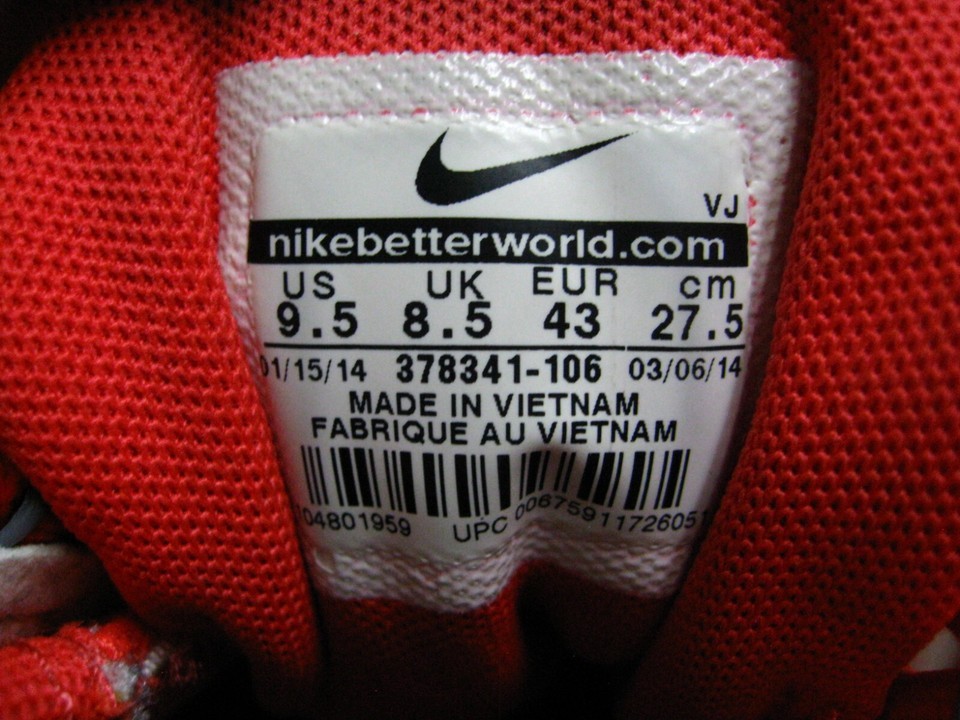 VJ
nikebetterworld.com
US UK EUR cm
9.5 8.5 43 27.5
01/15/14 378341-106 03/06/14
MADE IN VIETNAM
FABRIQUE AU VIETNAM
04801959 UPC 00675911726051